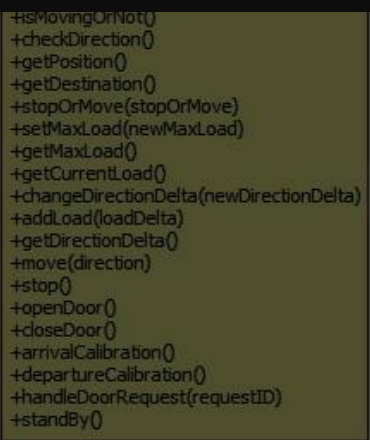 +isMovingOrNot()
+checkDirection()
+getPosition()
+getDestination()
+stopOrMove(stopOrMove)
+setMaxLoad(newMaxLoad)
+getMaxLoad()
+getCurrentLoad()
+changeDirectionDelta(newDirectionDelta)
+addLoad(loadDelta)
+getDirectionDelta()
+move(direction)
+stop()
+openDoor()
+closeDoor()
+arrivalCalibration()
+departureCalibration()
+handleDoorRequest(requestID)
+standBy()